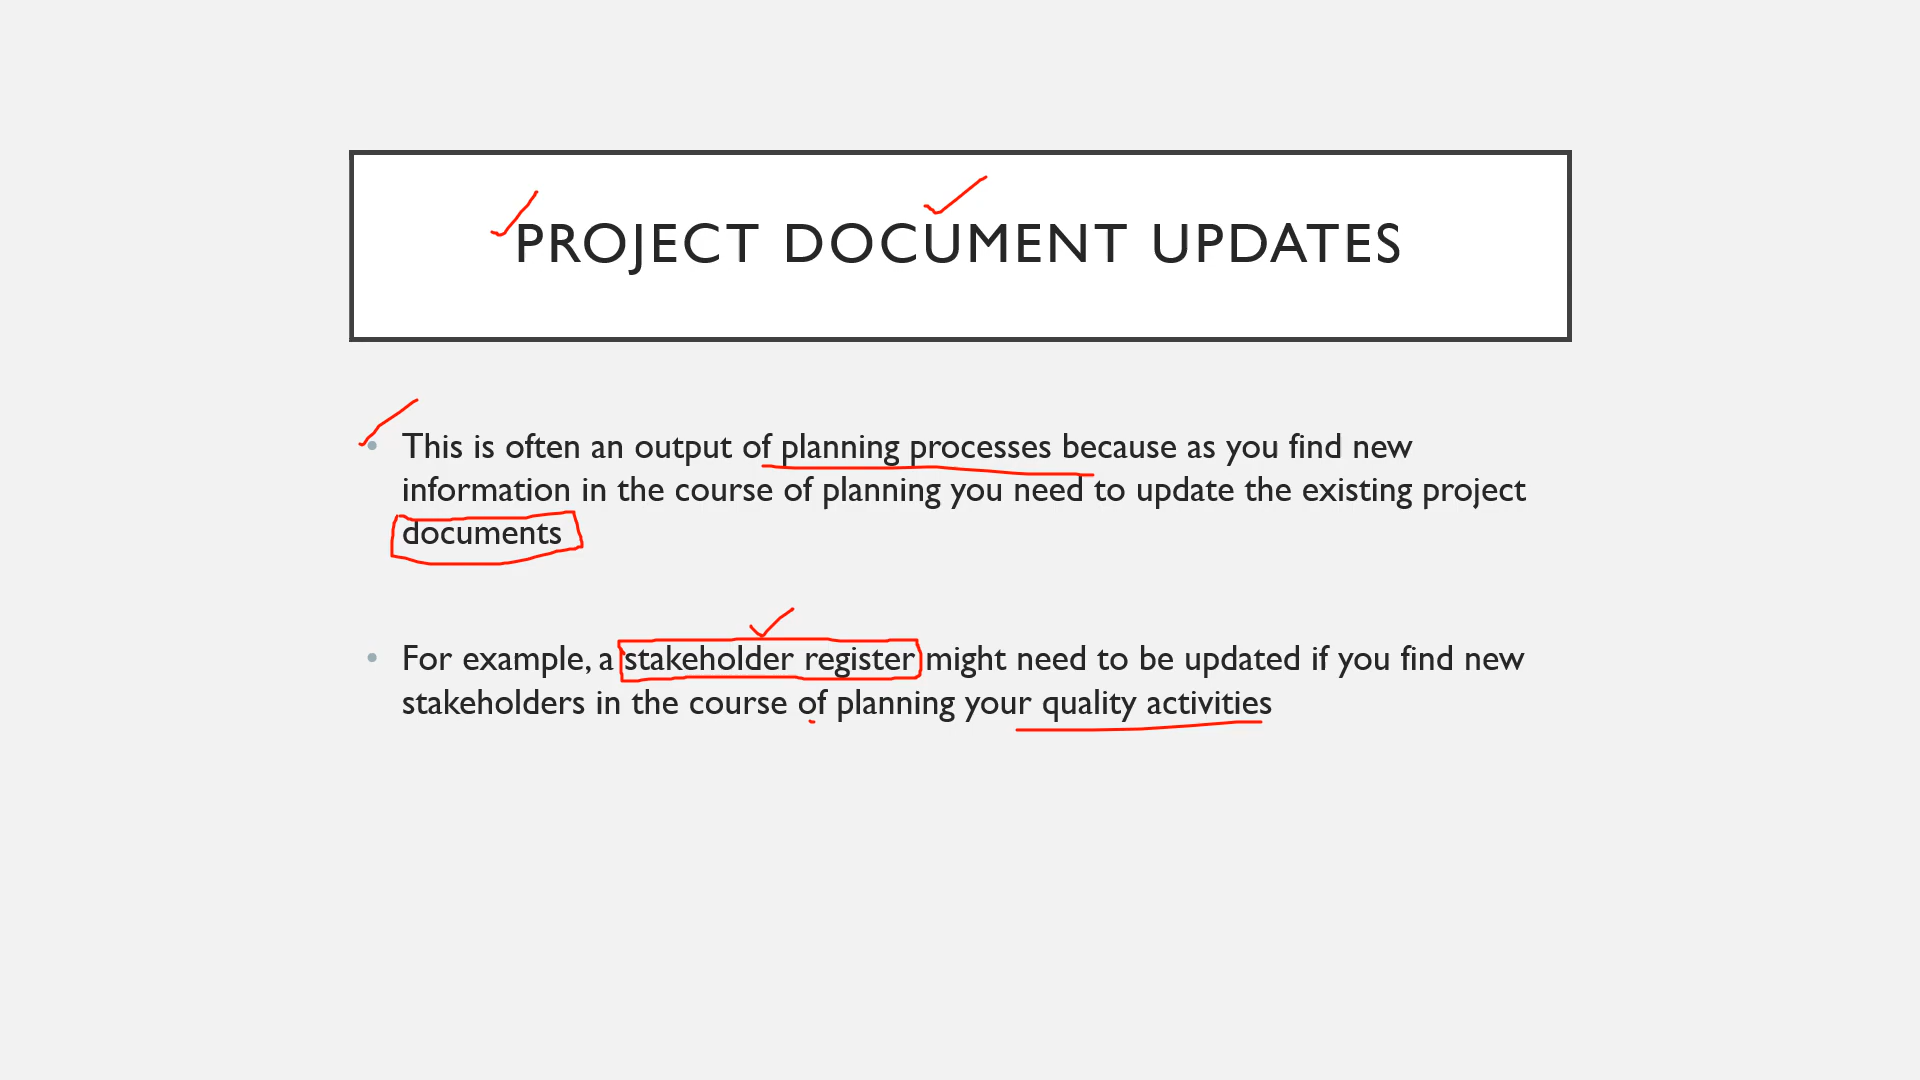 PROJECT DOCUMENT UPDATES
• This is often an output of planning processes because as you find new
information in the course of planning you need to update the existing project
documents
• For example, a stakeholder register might need to be updated if you find new
stakeholders in the course of planning your quality activities